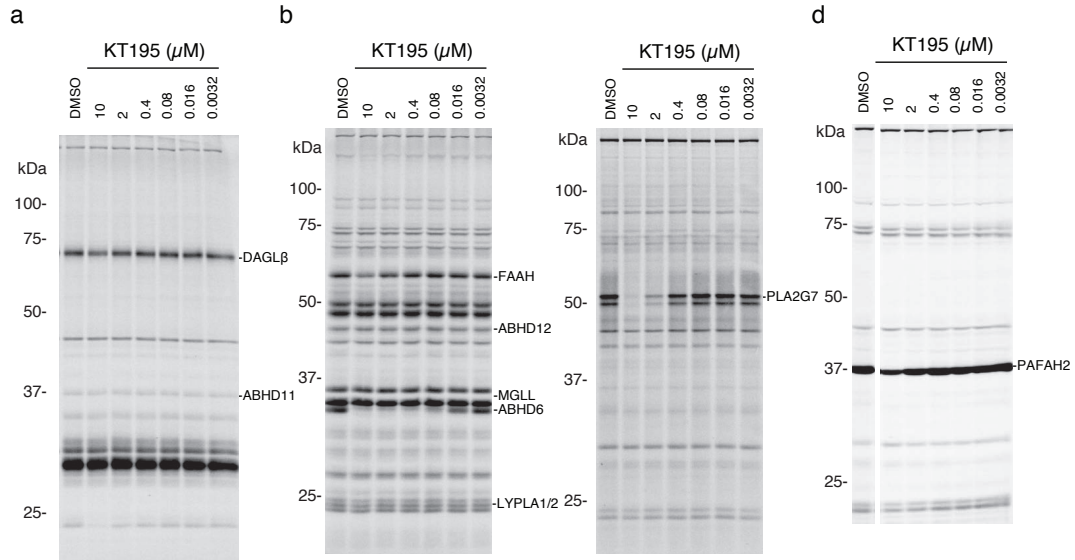 a
KT195 (µM)
DMSO
10
2
0.4
0.08
0.016
0.0032
kDa
100-
75-
50-
37-
25-
-DAGLβ
-ABHD11
b
KT195 (µM)
DMSO
10
2
0.4
0.08
0.016
0.0032
kDa
100-
75-
50-
37-
25-
-FAAH
-ABHD12
-MGLL
-ABHD6
-LYPLA1/2
KT195 (µM)
DMSO
10
2
0.4
0.08
0.016
0.0032
kDa
100-
75-
50-
37-
25-
-PLA2G7
d
KT195 (µM)
DMSO
10
2
0.4
0.08
0.016
0.0032
kDa
100-
75-
50-
37-
25-
-PAFAH2